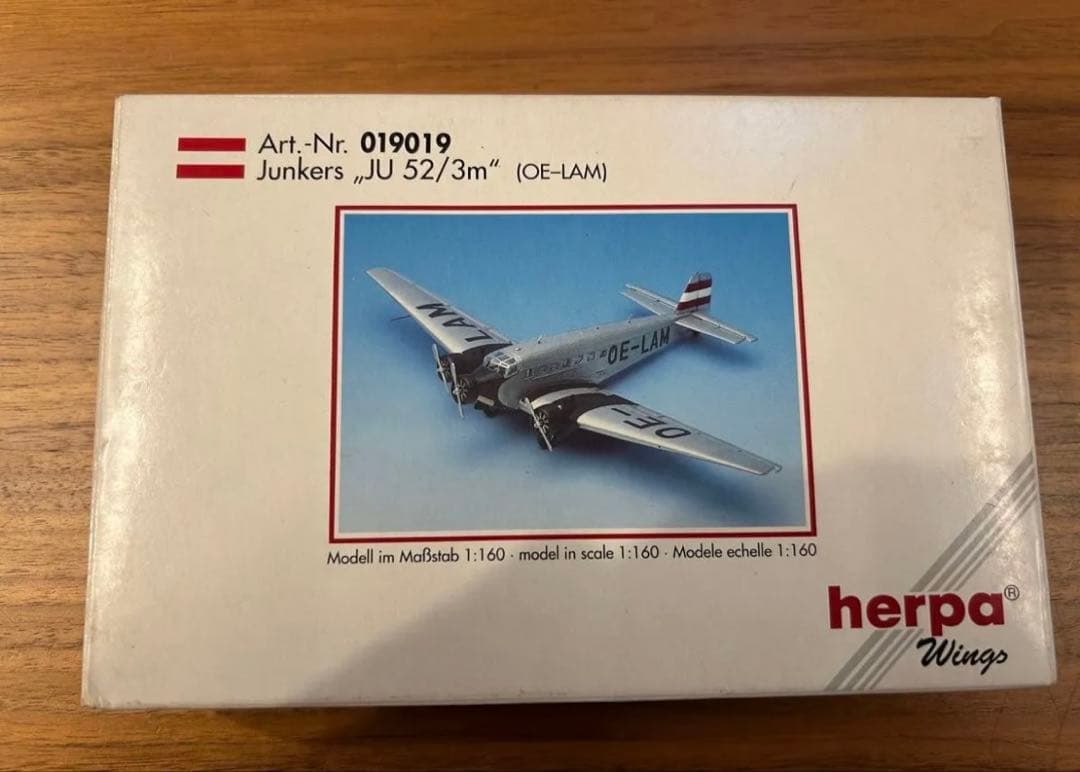 Art.-Nr. 019019
Junkers „JU 52/3m“ (OE–LAM)
LAM
OE-LAM
OE-
Modell im Maßstab 1:160 · model in scale 1:160 · Modele echelle 1:160
herpa®
Wings